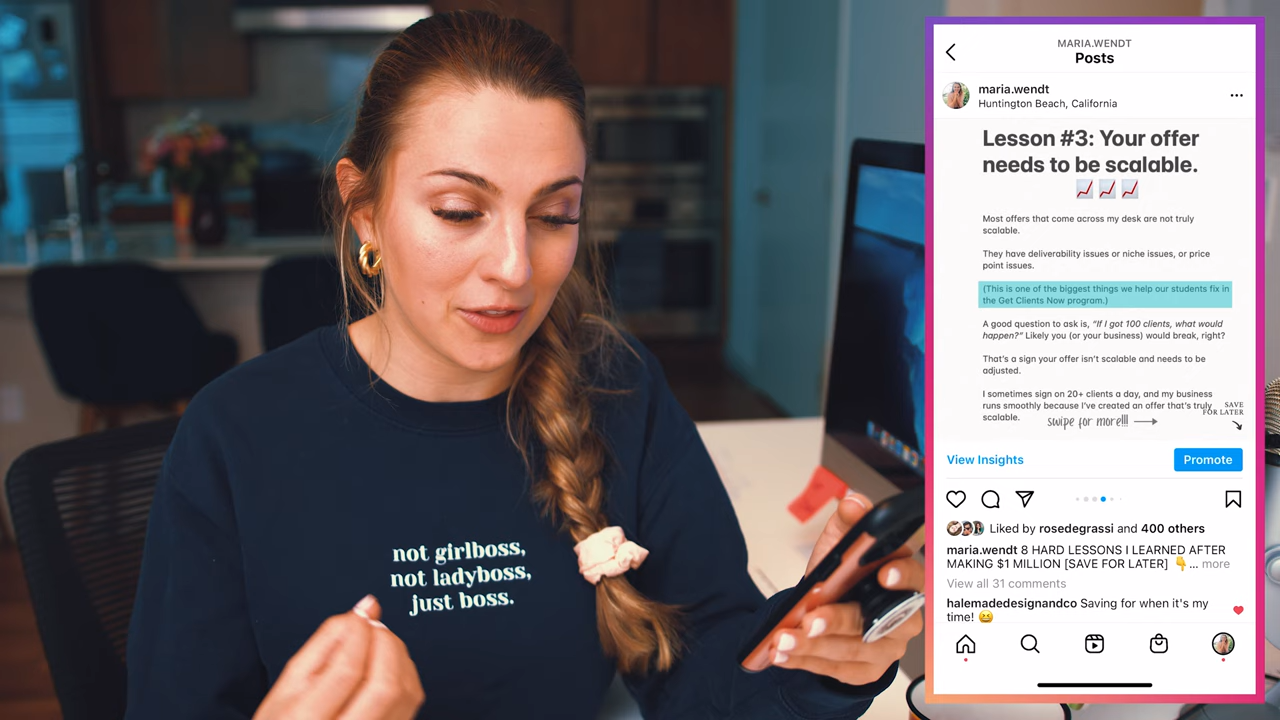 not girlboss,
not ladyboss,
just boss.
MARIA.WENDT
Posts
maria.wendt
Huntington Beach, California
Lesson #3: Your offer
needs to be scalable.
📈 📈 📈
Most offers that come across my desk are not truly
scalable.
They have deliverability issues or niche issues, or price
point issues.
(This is one of the biggest things we help our students fix in
the Get Clients Now program.)
A good question to ask is, “If I got 100 clients, what would
happen?” Likely you (or your business) would break, right?
That’s a sign your offer isn’t scalable and needs to be
adjusted.
I sometimes sign on 20+ clients a day, and my business
runs smoothly because I’ve created an offer that’s truly
scalable.
SAVE
FOR LATER
swipe for more!!!
View Insights
Promote
Liked by rosedegrassi and 400 others
maria.wendt 8 HARD LESSONS I LEARNED AFTER
MAKING $1 MILLION [SAVE FOR LATER] 👇... more
View all 31 comments
halemadedesignandco Saving for when it's my
time! 😆